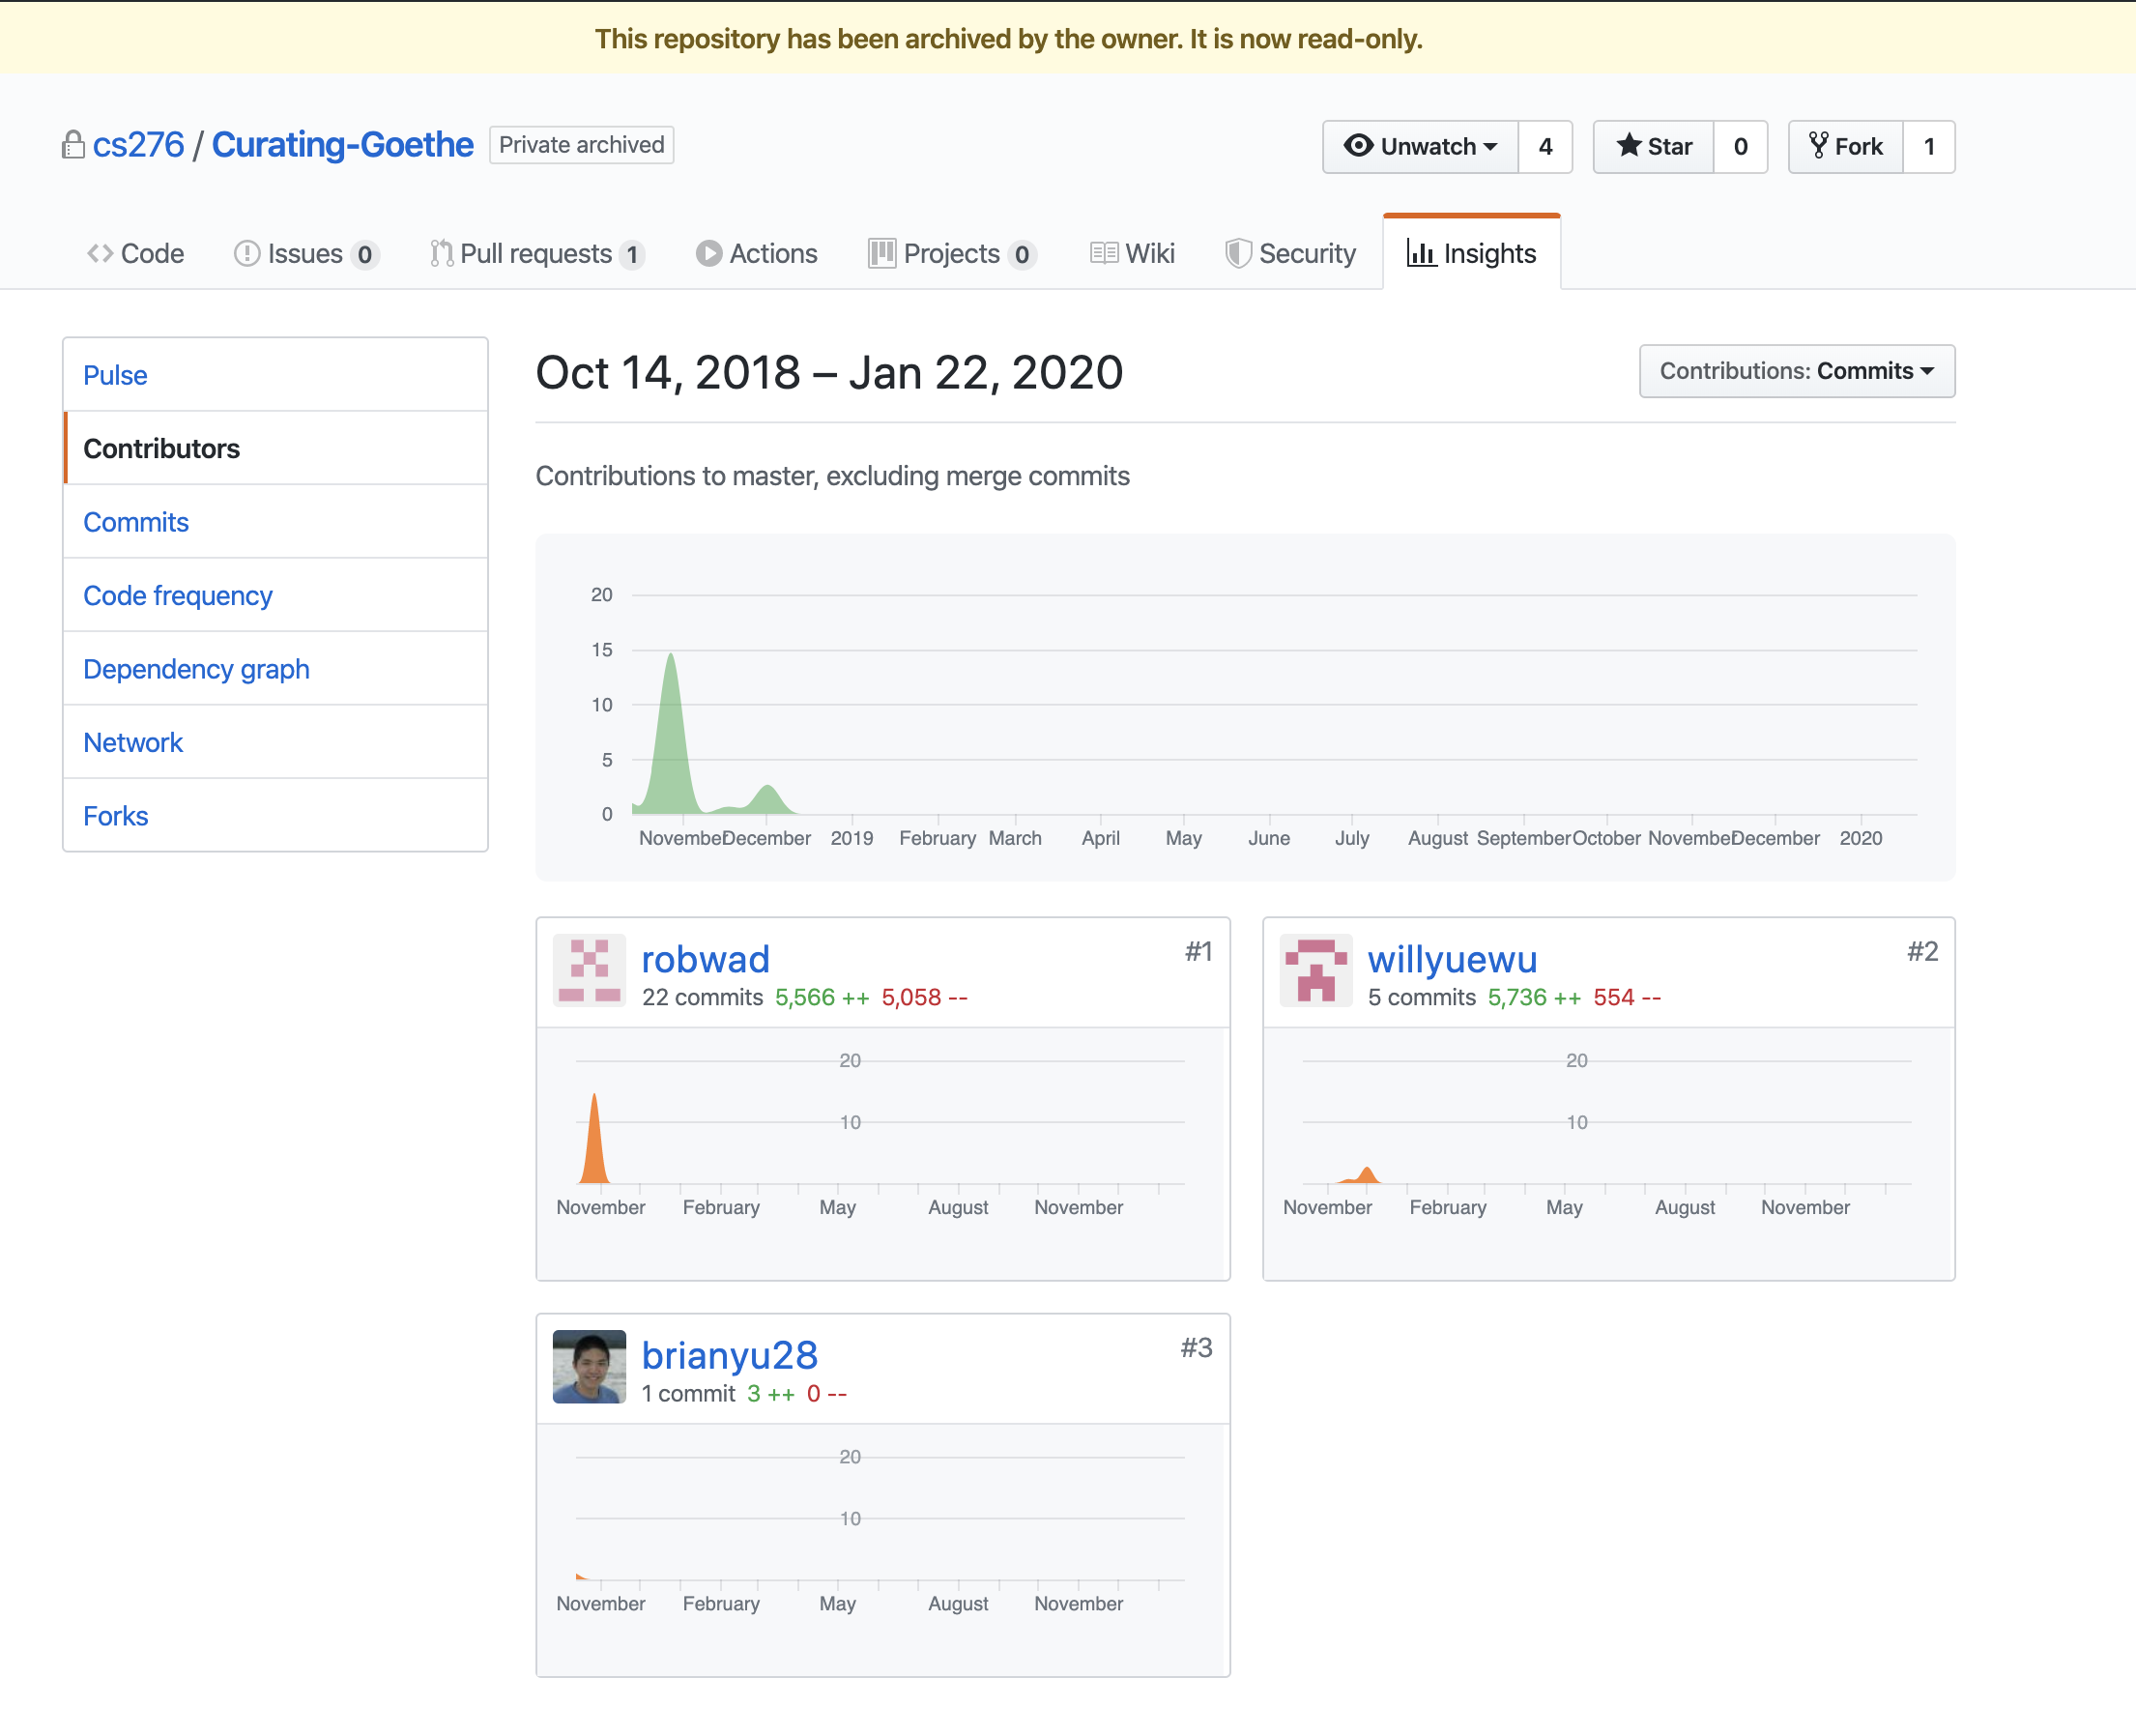 This repository has been archived by the owner. It is now read-only.
cs276 / Curating-Goethe Private archived
Unwatch 4 Star 0 Fork 1
Code Issues 0 Pull requests 1 Actions Projects 0 Wiki Security Insights
Pulse
Contributors
Commits
Code frequency
Dependency graph
Network
Forks
Oct 14, 2018 – Jan 22, 2020
Contributions: Commits
Contributions to master, excluding merge commits
20
15
10
5
0
November December 2019 February March April May June July August September October November December 2020
robwad #1
22 commits 5,566 ++ 5,058 --
20
10
November February May August November
willyuewu #2
5 commits 5,736 ++ 554 --
20
10
November February May August November
brianyu28 #3
1 commit 3 ++ 0 --
20
10
November February May August November